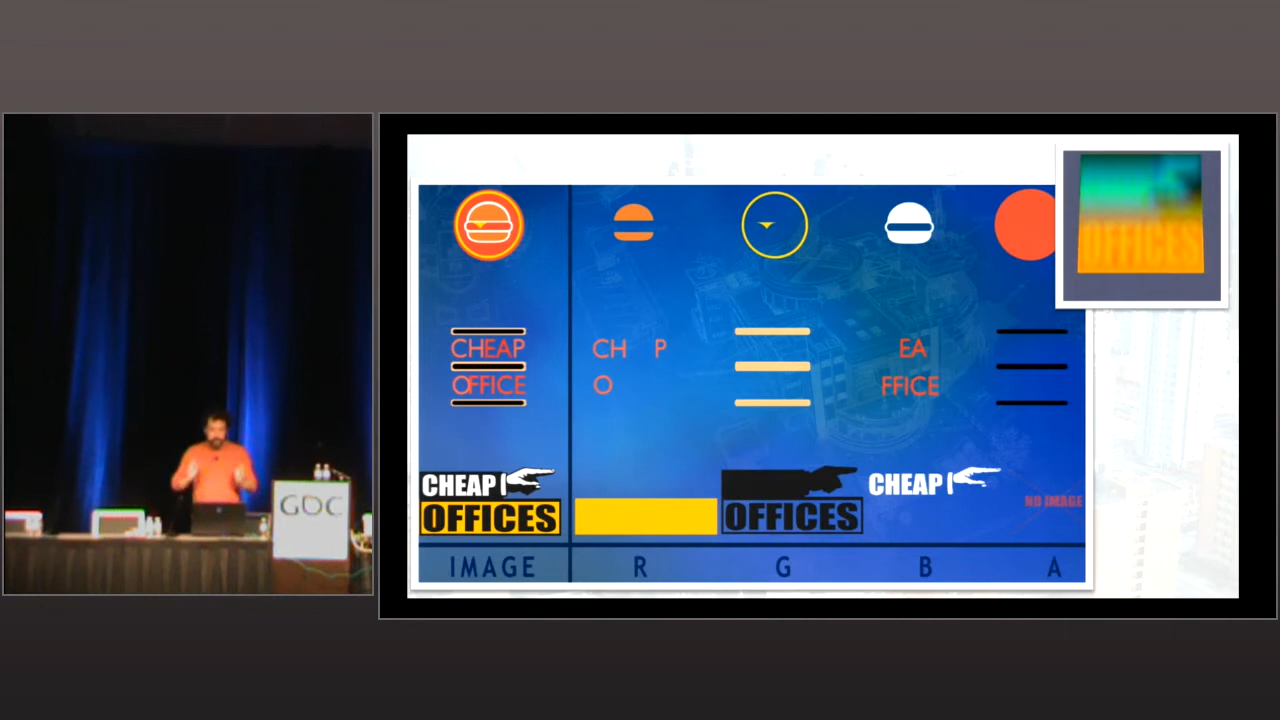 GDC
CHEAP
OFFICE
CH P
O
EA
FFICE
CHEAP
OFFICES
OFFICES
CHEAP
NO IMAGE
IMAGE R G B A
OFFICES